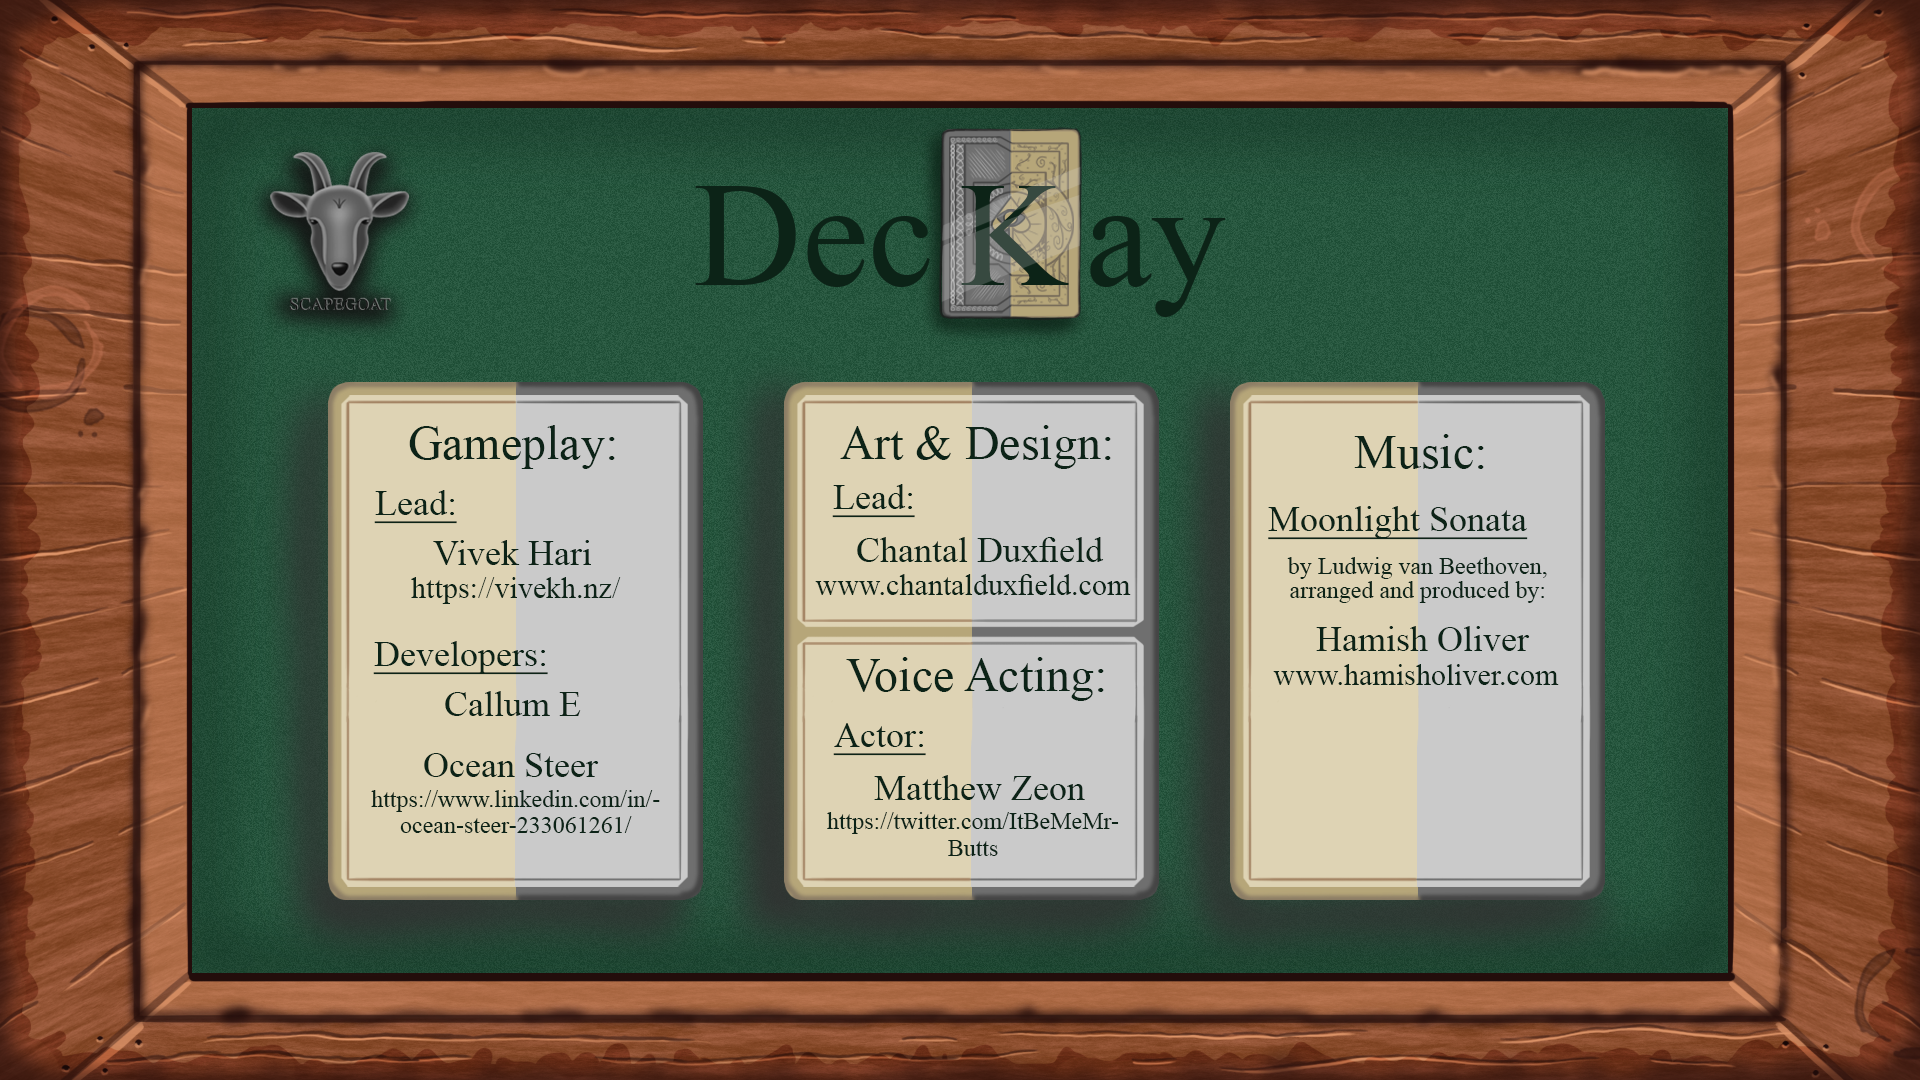 SCAPEGOAT
DecKay
Gameplay:
Lead:
Vivek Hari
https://vivekh.nz/
Developers:
Callum E
Ocean Steer
https://www.linkedin.com/in/-
ocean-steer-233061261/
Art & Design:
Lead:
Chantal Duxfield
www.chantalduxfield.com
Voice Acting:
Actor:
Matthew Zeon
https://twitter.com/ItBeMeMr-
Butts
Music:
Moonlight Sonata
by Ludwig van Beethoven,
arranged and produced by:
Hamish Oliver
www.hamisholiver.com